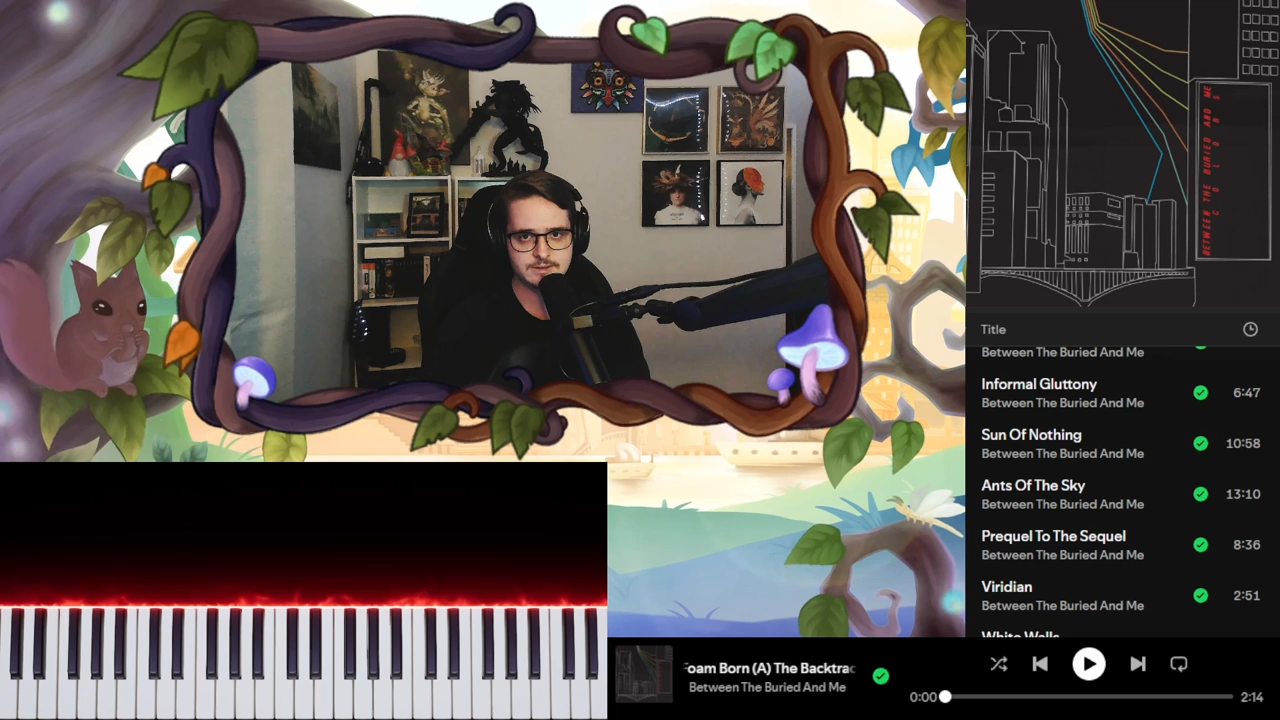 BETWEEN THE BURIED AND ME
COLORS
Title
Between The Buried And Me
Informal Gluttony
Between The Buried And Me
6:47
Sun Of Nothing
Between The Buried And Me
10:58
Ants Of The Sky
Between The Buried And Me
13:10
Prequel To The Sequel
Between The Buried And Me
8:36
Viridian
Between The Buried And Me
2:51
White Walls
oam Born (A) The Backtrac
Between The Buried And Me
0:00
2:14